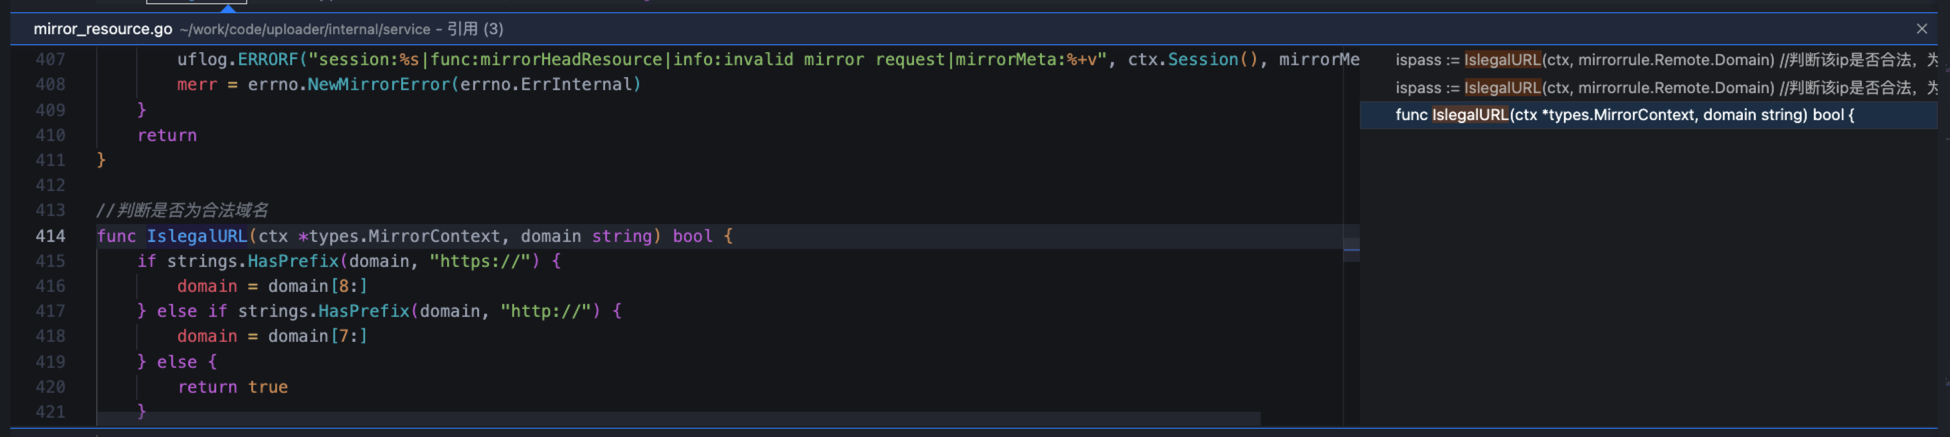 mirror_resource.go ~/work/code/uploader/internal/service – 引用 (3)
407 uflog.ERRORF("session:%s|func:mirrorHeadResource|info:invalid mirror request|mirrorMeta:%+v", ctx.Session(), mirrorMe
408 merr = errno.NewMirrorError(errno.ErrInternal)
409 }
410 return
411 }
412
413 //判断是否为合法域名
414 func IslegalURL(ctx *types.MirrorContext, domain string) bool {
415 if strings.HasPrefix(domain, "https://") {
416 domain = domain[8:]
417 } else if strings.HasPrefix(domain, "http://") {
418 domain = domain[7:]
419 } else {
420 return true
421 }
ispass := IslegalURL(ctx, mirrorrule.Remote.Domain) //判断该ip是否合法, 为
ispass := IslegalURL(ctx, mirrorrule.Remote.Domain) //判断该ip是否合法, 为
func IslegalURL(ctx *types.MirrorContext, domain string) bool {